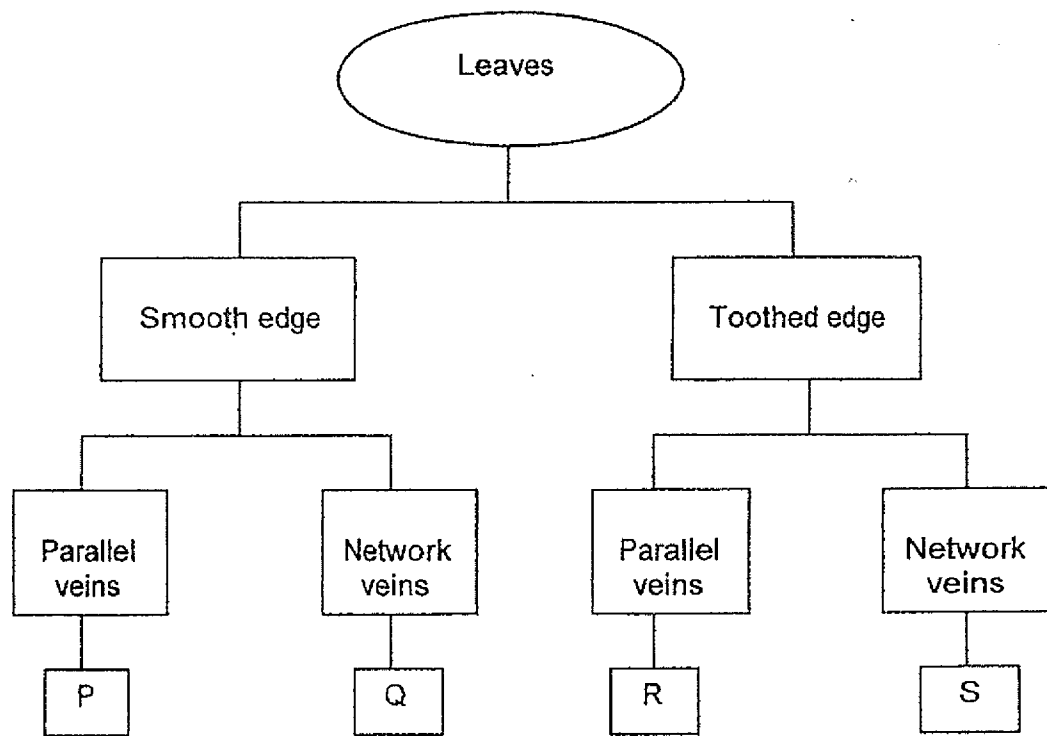 Leaves
Smooth edge
Toothed edge
Parallel
veins
Network
veins
Parallel
veins
Network
veins
P
Q
R
S